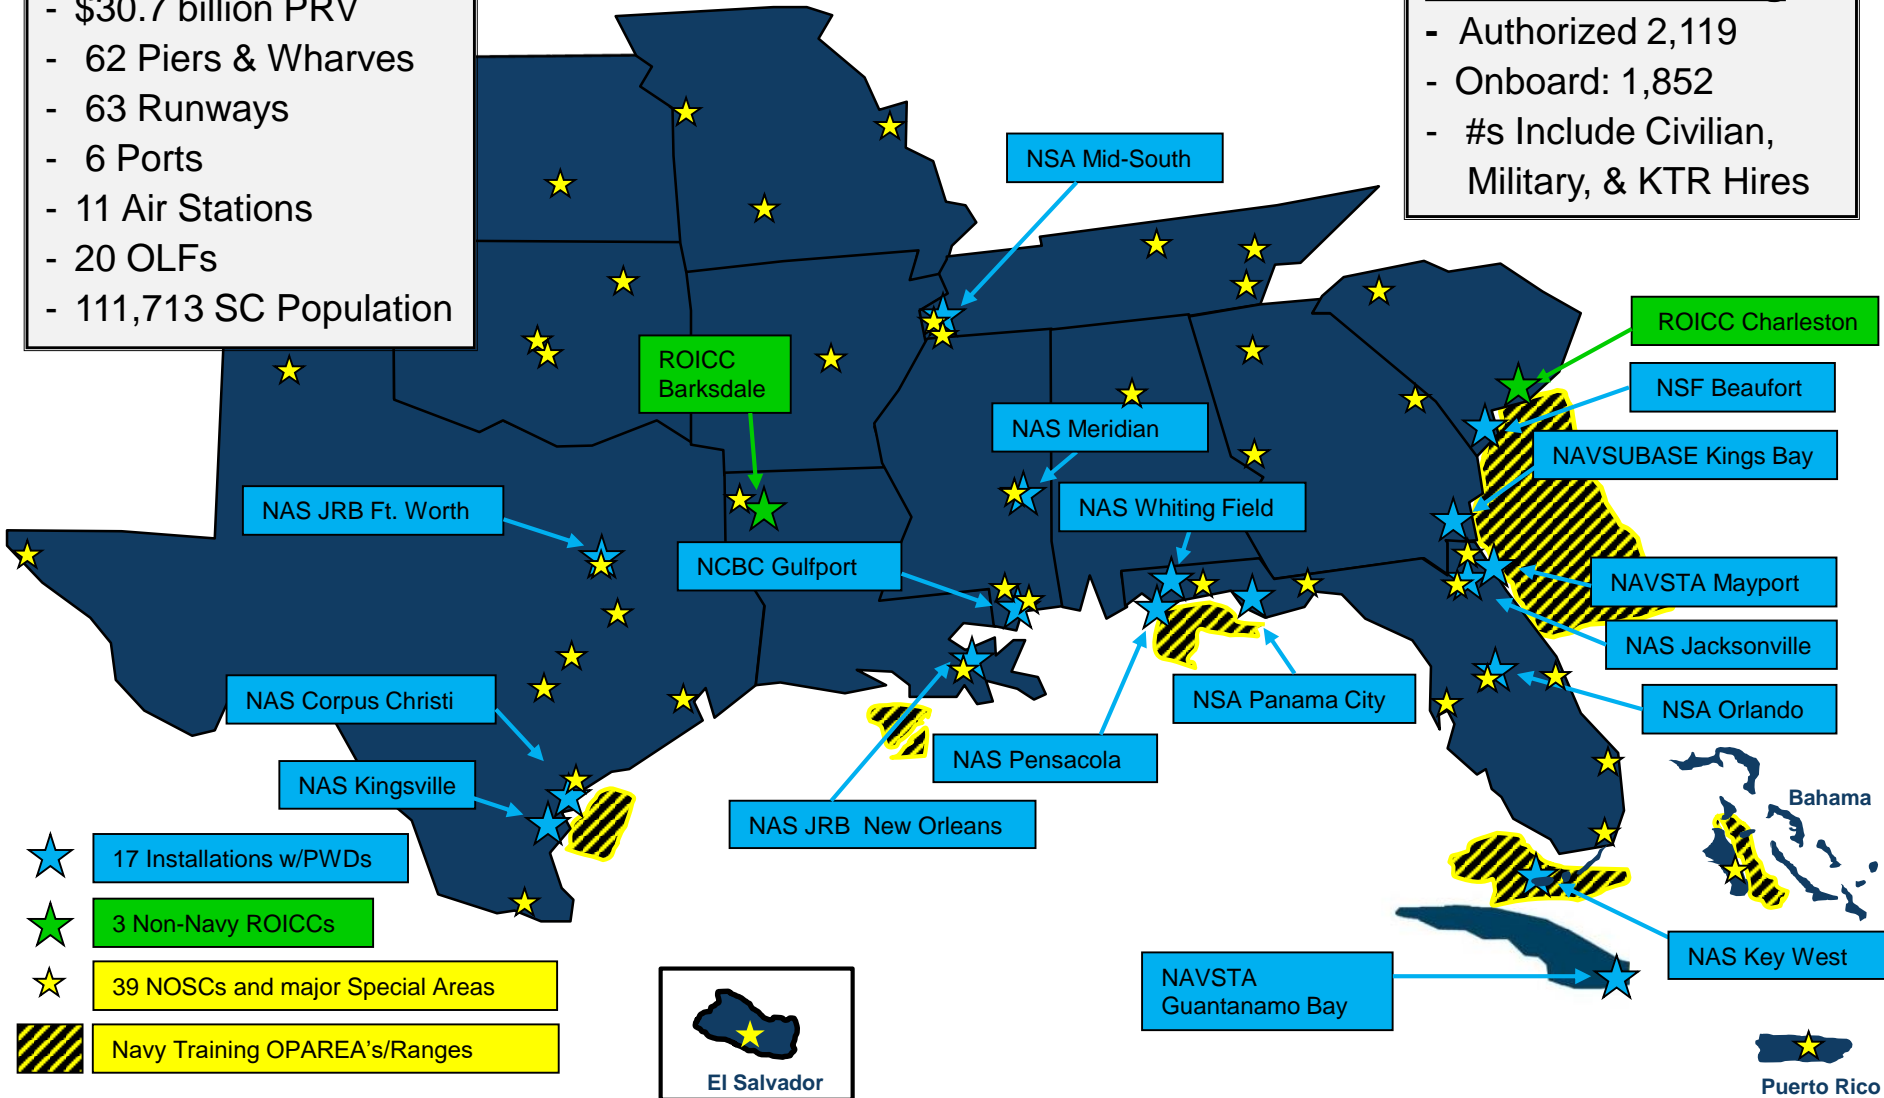 - $30.7 billion PRV
- 62 Piers & Wharves
- 63 Runways
- 6 Ports
- 11 Air Stations
- 20 OLFs
- 111,713 SC Population
- Authorized 2,119
- Onboard: 1,852
- #s Include Civilian,
Military, & KTR Hires
NSA Mid-South
ROICC Charleston
ROICC
Barksdale
NSF Beaufort
NAS Meridian
NAVSUBASE Kings Bay
NAS JRB Ft. Worth
NAS Whiting Field
NCBC Gulfport
NAVSTA Mayport
NAS Jacksonville
NAS Corpus Christi
NSA Panama City
NSA Orlando
NAS Pensacola
NAS Kingsville
Bahama
NAS JRB New Orleans
17 Installations w/PWDs
3 Non-Navy ROICCs
NAS Key West
39 NOSCs and major Special Areas
NAVSTA
Guantanamo Bay
Navy Training OPAREA's/Ranges
El Salvador
Puerto Rico